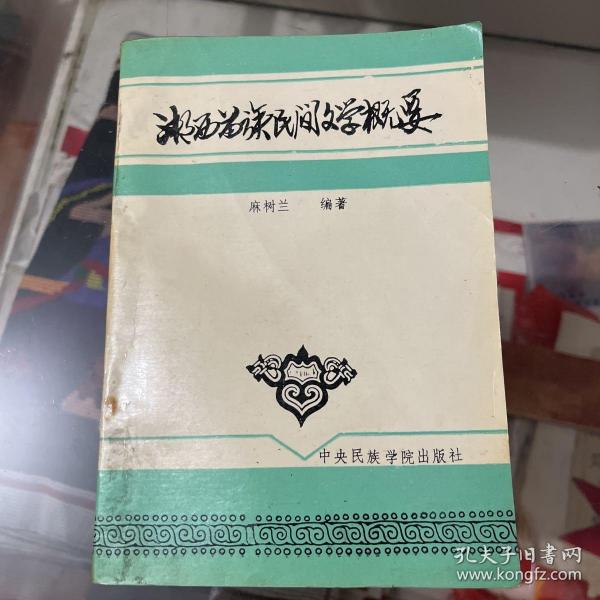 湘西苗族民间文学概要
麻树兰 编著
中央民族学院出版社
孔夫子旧书网
www.kongfz.com